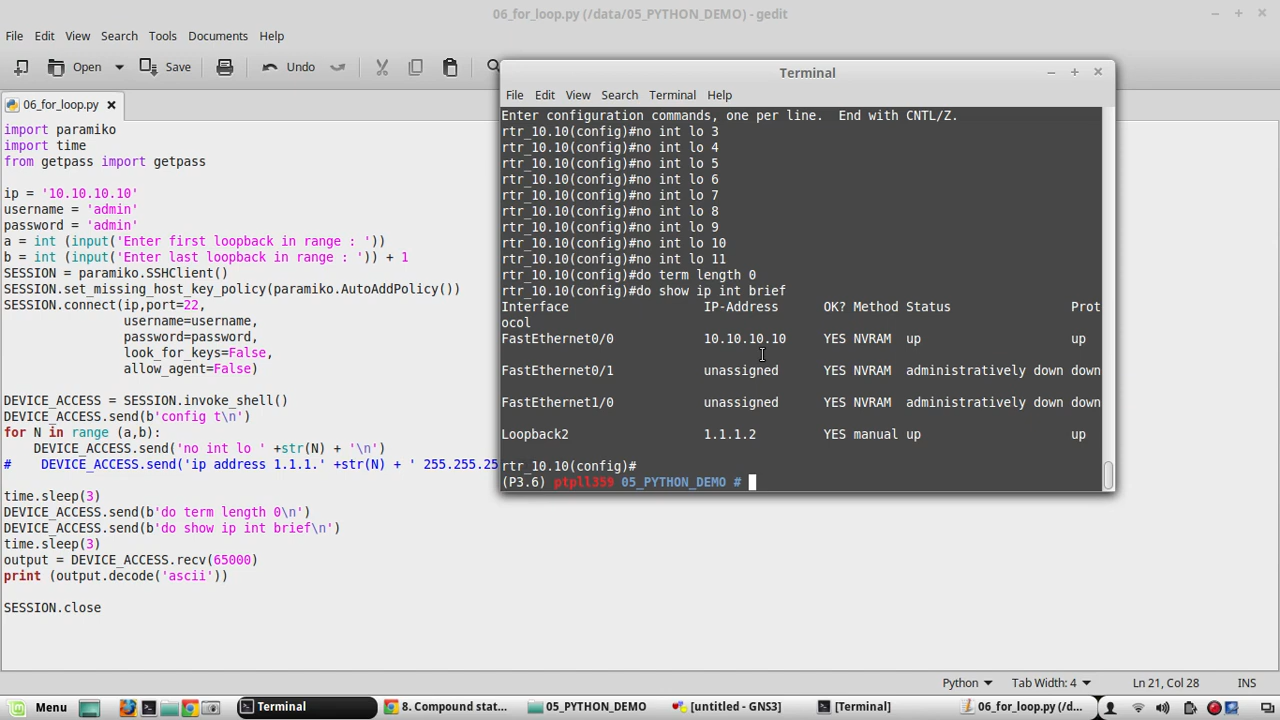 06_for_loop.py (/data/05_PYTHON_DEMO) - gedit
File Edit View Search Tools Documents Help
Open Save Undo
06_for_loop.py
import paramiko
import time
from getpass import getpass
ip = '10.10.10.10'
username = 'admin'
password = 'admin'
a = int (input('Enter first loopback in range : '))
b = int (input('Enter last loopback in range : ')) + 1
SESSION = paramiko.SSHClient()
SESSION.set_missing_host_key_policy(paramiko.AutoAddPolicy())
SESSION.connect(ip,port=22,
username=username,
password=password,
look_for_keys=False,
allow_agent=False)
DEVICE_ACCESS = SESSION.invoke_shell()
DEVICE_ACCESS.send(b'config t\n')
for N in range (a,b):
DEVICE_ACCESS.send('no int lo ' +str(N) + '\n')
# DEVICE_ACCESS.send('ip address 1.1.1.' +str(N) + ' 255.255.25
time.sleep(3)
DEVICE_ACCESS.send(b'do term length 0\n')
DEVICE_ACCESS.send(b'do show ip int brief\n')
time.sleep(3)
output = DEVICE_ACCESS.recv(65000)
print (output.decode('ascii'))
SESSION.close
Terminal
File Edit View Search Terminal Help
Enter configuration commands, one per line. End with CNTL/Z.
rtr_10.10(config)#no int lo 3
rtr_10.10(config)#no int lo 4
rtr_10.10(config)#no int lo 5
rtr_10.10(config)#no int lo 6
rtr_10.10(config)#no int lo 7
rtr_10.10(config)#no int lo 8
rtr_10.10(config)#no int lo 9
rtr_10.10(config)#no int lo 10
rtr_10.10(config)#no int lo 11
rtr_10.10(config)#do term length 0
rtr_10.10(config)#do show ip int brief
Interface IP-Address OK? Method Status Prot
ocol
FastEthernet0/0 10.10.10.10 YES NVRAM up up
FastEthernet0/1 unassigned YES NVRAM administratively down down
FastEthernet1/0 unassigned YES NVRAM administratively down down
Loopback2 1.1.1.2 YES manual up up
rtr_10.10(config)#
(P3.6) ptpll359 05_PYTHON_DEMO #
Python Tab Width: 4 Ln 21, Col 28 INS
Menu Terminal 8. Compound stat... 05_PYTHON_DEMO [untitled - GNS3] [Terminal] 06_for_loop.py (/d...